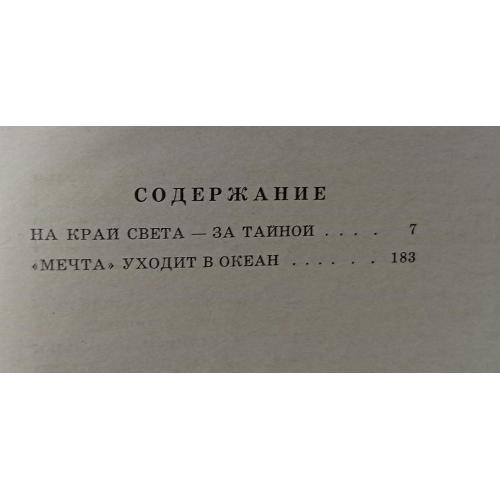 СОДЕРЖАНИЕ
НА КРАЙ СВЕТА — ЗА ТАЙНОЙ . . . . 7
«МЕЧТА» УХОДИТ В ОКЕАН . . . . . . 183